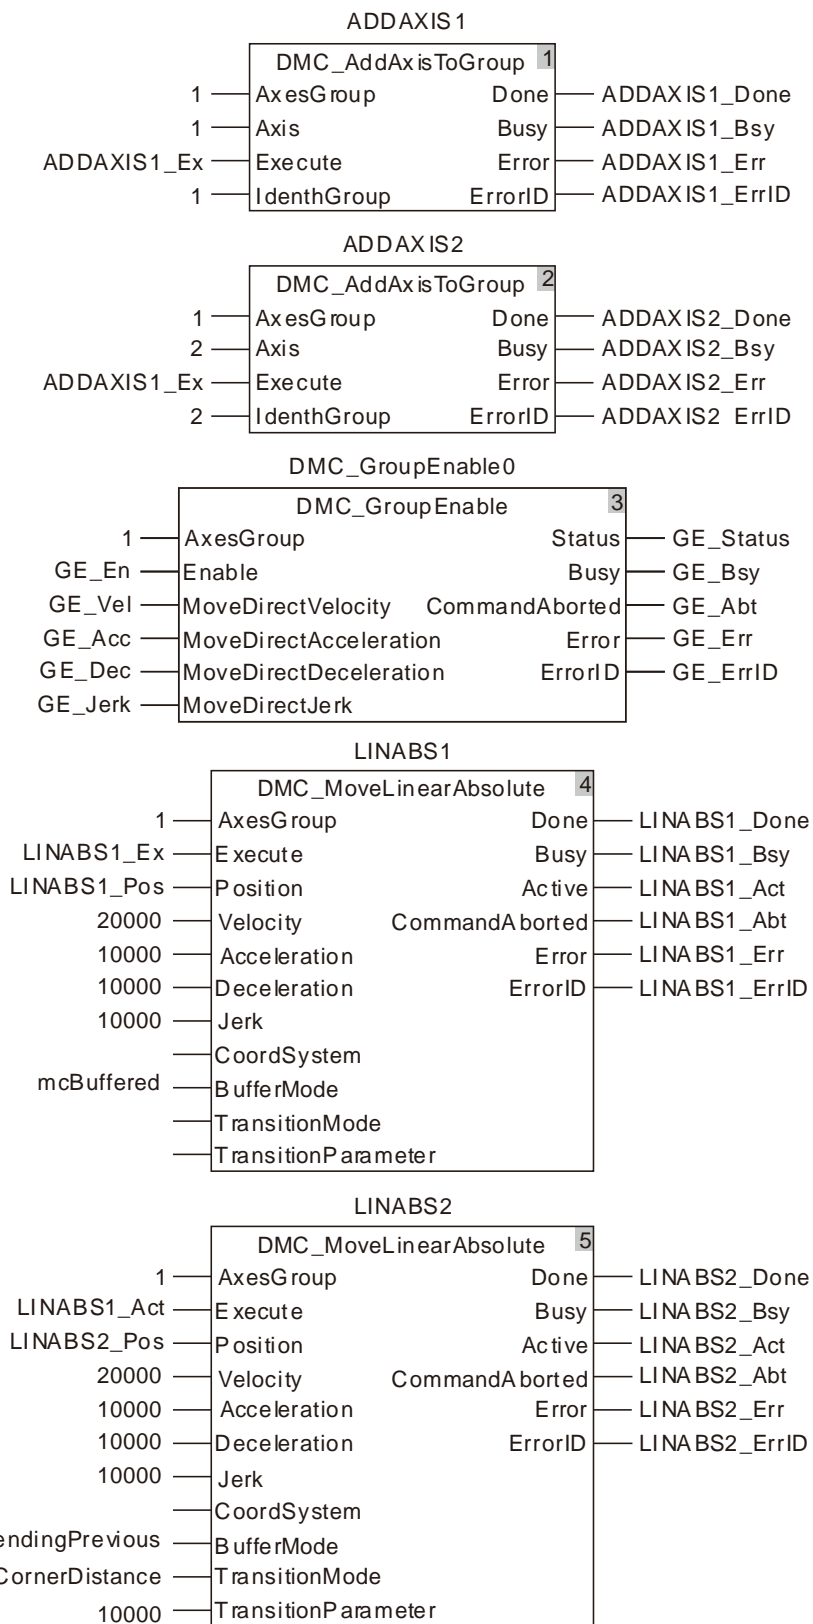 ADDAXIS1
DMC_AddAxisToGroup 1
1 AxesGroup Done ADDAXIS1_Done
1 Axis Busy ADDAXIS1_Bsy
ADDAXIS1_Ex Execute Error ADDAXIS1_Err
1 IdenthGroup ErrorID ADDAXIS1_ErrID
ADDAXIS2
DMC_AddAxisToGroup 2
1 AxesGroup Done ADDAXIS2_Done
2 Axis Busy ADDAXIS2_Bsy
ADDAXIS1_Ex Execute Error ADDAXIS2_Err
2 IdenthGroup ErrorID ADDAXIS2 ErrID
DMC_GroupEnable0
DMC_GroupEnable 3
1 AxesGroup Status GE_Status
GE_En Enable Busy GE_Bsy
GE_Vel MoveDirectVelocity CommandAborted GE_Abt
GE_Acc MoveDirectAcceleration Error GE_Err
GE_Dec MoveDirectDeceleration ErrorID GE_ErrID
GE_Jerk MoveDirectJerk
LINABS1
DMC_MoveLinearAbsolute 4
1 AxesGroup Done LINABS1_Done
LINABS1_Ex Execute Busy LINABS1_Bsy
LINABS1_Pos Position Active LINABS1_Act
20000 Velocity CommandAborted LINABS1_Abt
10000 Acceleration Error LINABS1_Err
10000 Deceleration ErrorID LINABS1_ErrID
10000 Jerk
CoordSystem
mcBuffered BufferMode
TransitionMode
TransitionParameter
LINABS2
DMC_MoveLinearAbsolute 5
1 AxesGroup Done LINABS2_Done
LINABS1_Act Execute Busy LINABS2_Bsy
LINABS2_Pos Position Active LINABS2_Act
20000 Velocity CommandAborted LINABS2_Abt
10000 Acceleration Error LINABS2_Err
10000 Deceleration ErrorID LINABS2_ErrID
10000 Jerk
CoordSystem
endingPrevious BufferMode
CornerDistance TransitionMode
10000 TransitionParameter